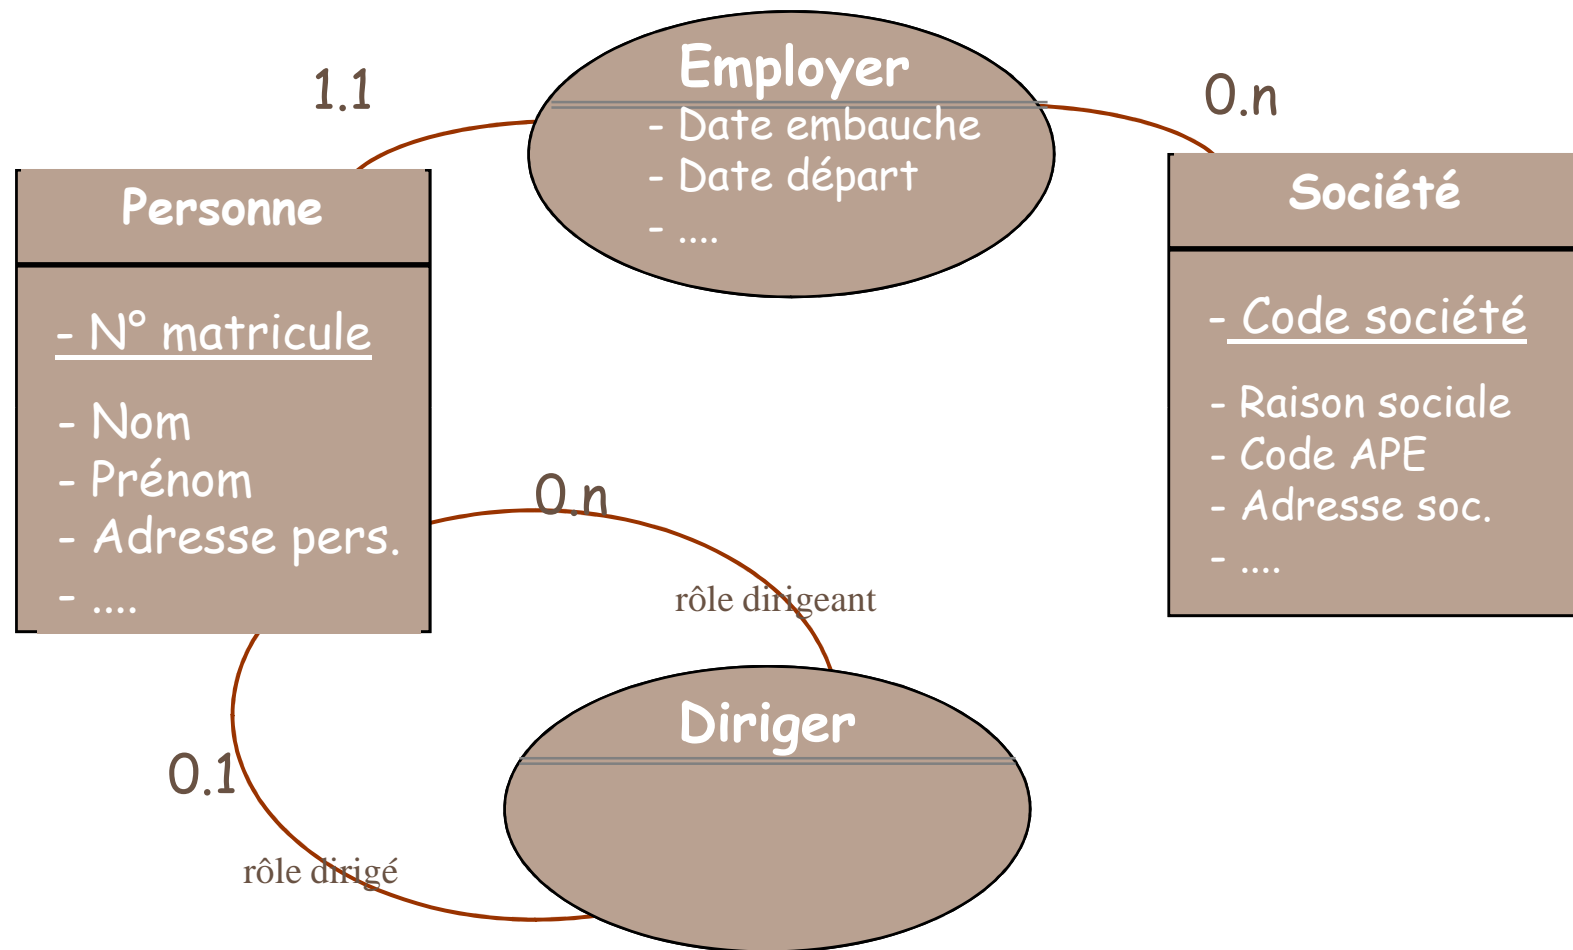 Employer
- Date embauche
- Date départ
- ....
1.1
0.n
Personne
- N° matricule
- Nom
- Prénom
- Adresse pers.
- ....
Société
- Code société
- Raison sociale
- Code APE
- Adresse soc.
- ....
0.n
rôle dirigeant
Diriger
0.1
rôle dirigé